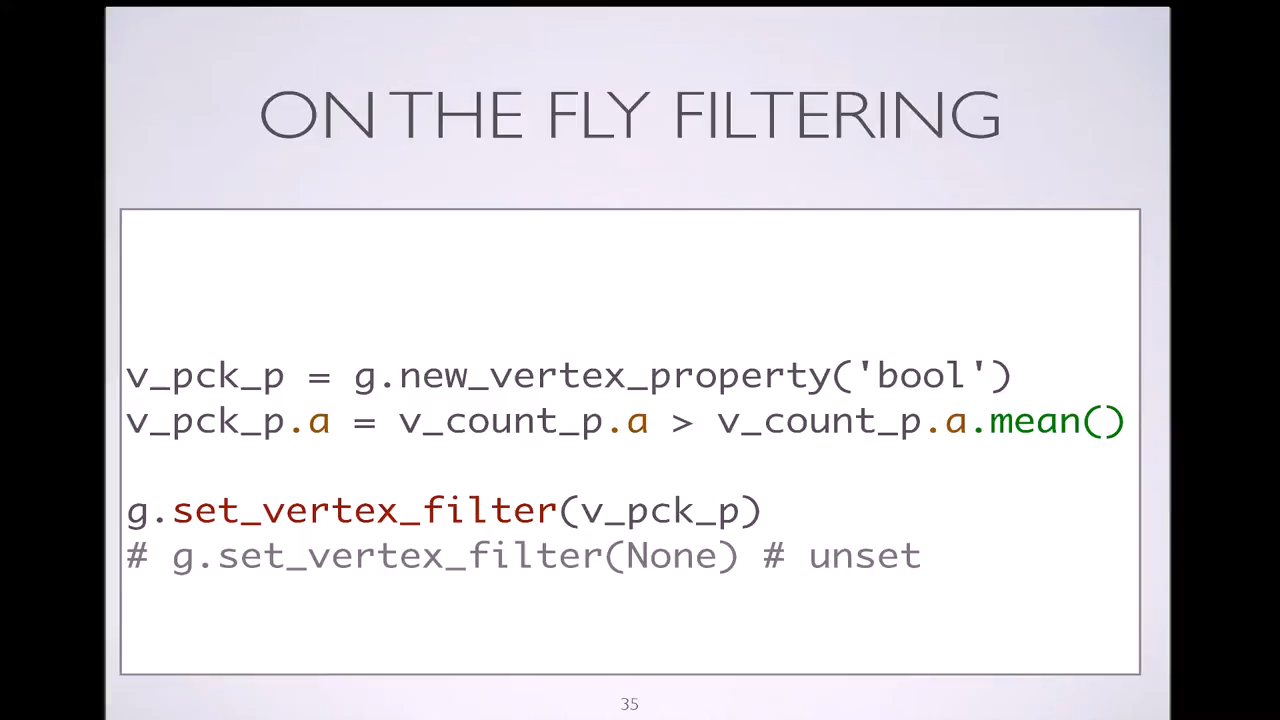 ON THE FLY FILTERING
v_pck_p = g.new_vertex_property('bool')
v_pck_p.a = v_count_p.a > v_count_p.a.mean()
g.set_vertex_filter(v_pck_p)
# g.set_vertex_filter(None) # unset
35